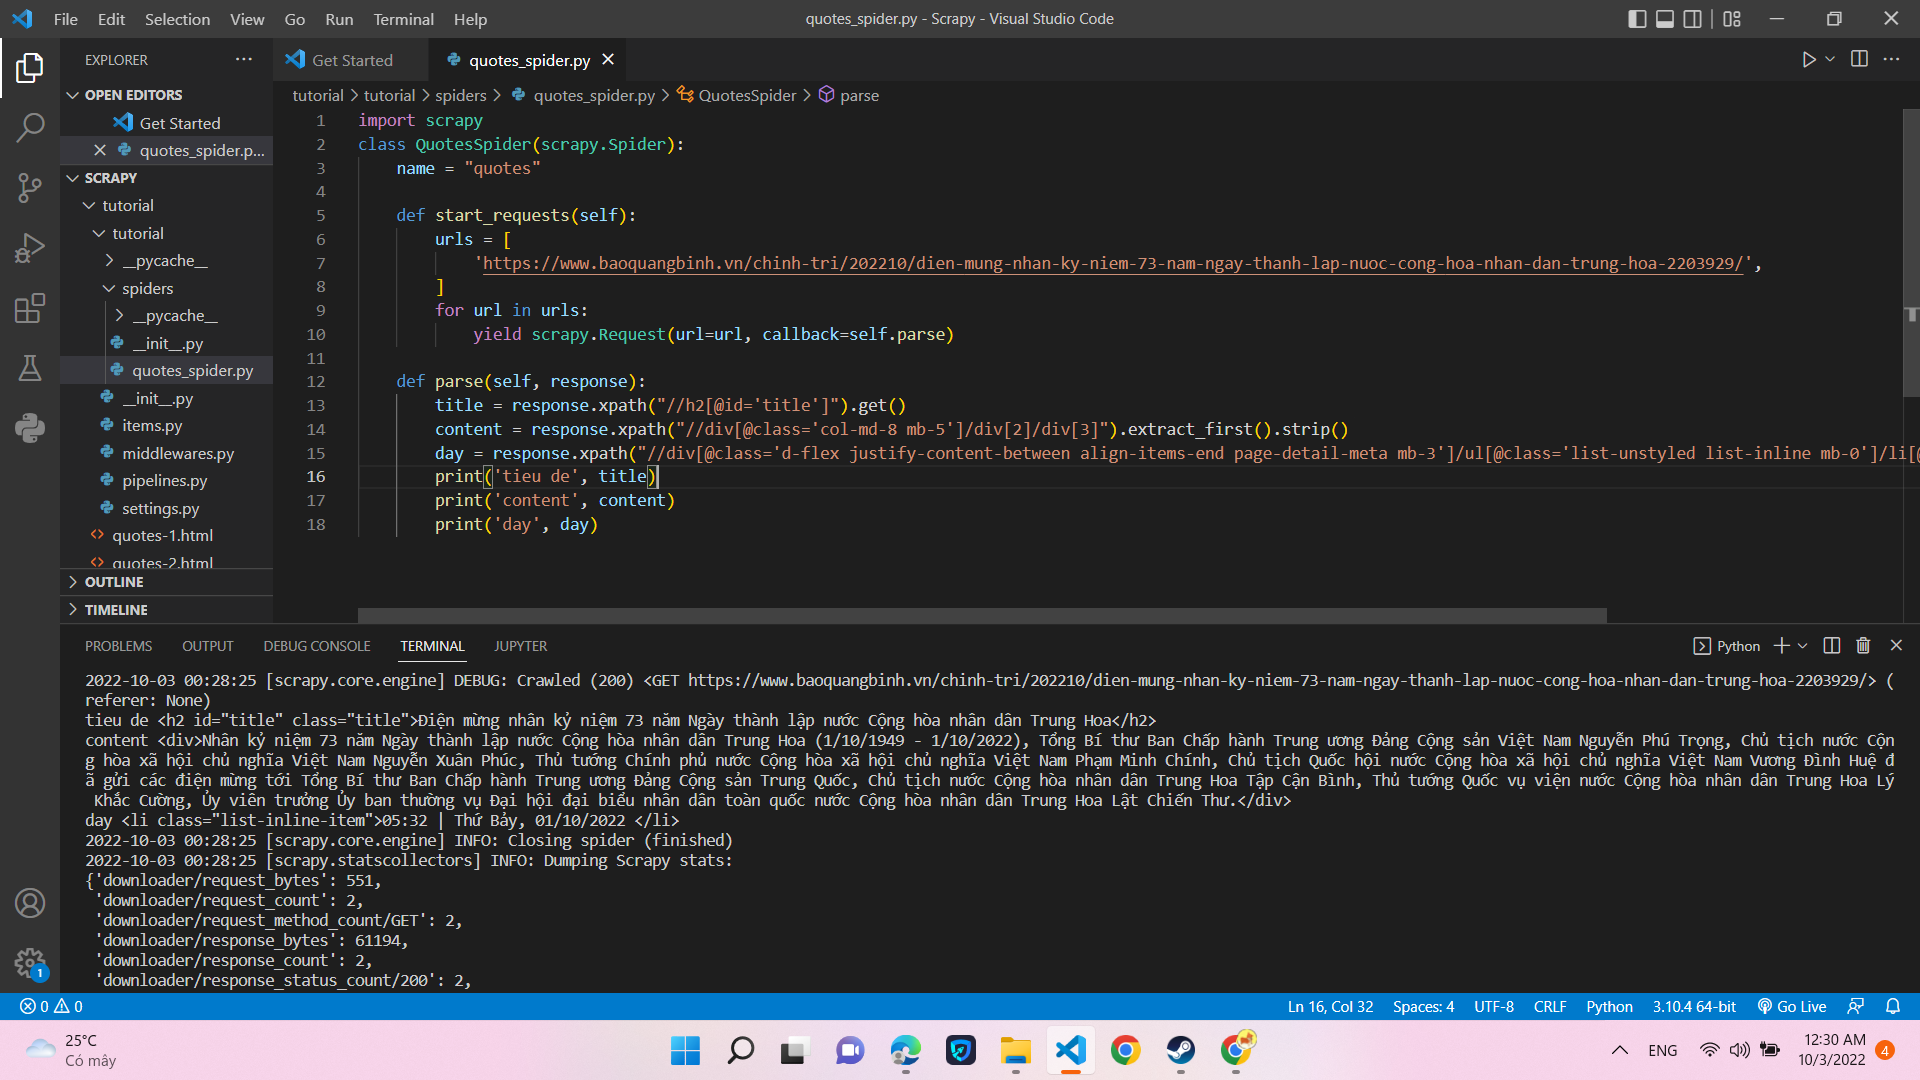 File Edit Selection View Go Run Terminal Help
quotes_spider.py - Scrapy - Visual Studio Code
EXPLORER
OPEN EDITORS
Get Started
quotes_spider.p...
SCRAPY
tutorial
tutorial
__pycache__
spiders
__pycache__
__init__.py
quotes_spider.py
__init__.py
items.py
middlewares.py
pipelines.py
settings.py
quotes-1.html
quotes-2.html
OUTLINE
TIMELINE
Get Started
quotes_spider.py
tutorial > tutorial > spiders > quotes_spider.py > QuotesSpider > parse
1 import scrapy
2 class QuotesSpider(scrapy.Spider):
3 name = "quotes"
4
5 def start_requests(self):
6 urls = [
7 'https://www.baoquangbinh.vn/chinh-tri/202210/dien-mung-nhan-ky-niem-73-nam-ngay-thanh-lap-nuoc-cong-hoa-nhan-dan-trung-hoa-2203929/',
8 ]
9 for url in urls:
10 yield scrapy.Request(url=url, callback=self.parse)
11
12 def parse(self, response):
13 title = response.xpath("//h2[@id='title']").get()
14 content = response.xpath("//div[@class='col-md-8 mb-5']/div[2]/div[3]").extract_first().strip()
15 day = response.xpath("//div[@class='d-flex justify-content-between align-items-end page-detail-meta mb-3']/ul[@class='list-unstyled list-inline mb-0']/li[@
16 print('tieu de', title)
17 print('content', content)
18 print('day', day)
PROBLEMS OUTPUT DEBUG CONSOLE TERMINAL JUPYTER
Python
2022-10-03 00:28:25 [scrapy.core.engine] DEBUG: Crawled (200) <GET https://www.baoquangbinh.vn/chinh-tri/202210/dien-mung-nhan-ky-niem-73-nam-ngay-thanh-lap-nuoc-cong-hoa-nhan-dan-trung-hoa-2203929/> (
referer: None)
tieu de <h2 id="title" class="title">Điện mừng nhân kỷ niệm 73 năm Ngày thành lập nước Cộng hòa nhân dân Trung Hoa</h2>
content <div>Nhân kỷ niệm 73 năm Ngày thành lập nước Cộng hòa nhân dân Trung Hoa (1/10/1949 - 1/10/2022), Tổng Bí thư Ban Chấp hành Trung ương Đảng Cộng sản Việt Nam Nguyễn Phú Trọng, Chủ tịch nước Cộn
g hòa xã hội chủ nghĩa Việt Nam Nguyễn Xuân Phúc, Thủ tướng Chính phủ nước Cộng hòa xã hội chủ nghĩa Việt Nam Phạm Minh Chính, Chủ tịch Quốc hội nước Cộng hòa xã hội chủ nghĩa Việt Nam Vương Đình Huệ đ
ã gửi các điện mừng tới Tổng Bí thư Ban Chấp hành Trung ương Đảng Cộng sản Trung Quốc, Chủ tịch nước Cộng hòa nhân dân Trung Hoa Tập Cận Bình, Thủ tướng Quốc vụ viện nước Cộng hòa nhân dân Trung Hoa Lý
Khắc Cường, Ủy viên trưởng Ủy ban thường vụ Đại hội đại biểu nhân dân toàn quốc nước Cộng hòa nhân dân Trung Hoa Lật Chiến Thư.</div>
day <li class="list-inline-item">05:32 | Thứ Bảy, 01/10/2022 </li>
2022-10-03 00:28:25 [scrapy.core.engine] INFO: Closing spider (finished)
2022-10-03 00:28:25 [scrapy.statscollectors] INFO: Dumping Scrapy stats:
{'downloader/request_bytes': 551,
'downloader/request_count': 2,
'downloader/request_method_count/GET': 2,
'downloader/response_bytes': 61194,
'downloader/response_count': 2,
'downloader/response_status_count/200': 2,
1
0 0
Ln 16, Col 32 Spaces: 4 UTF-8 CRLF Python 3.10.4 64-bit Go Live
25°C
Có mây
ENG
12:30 AM
10/3/2022
4